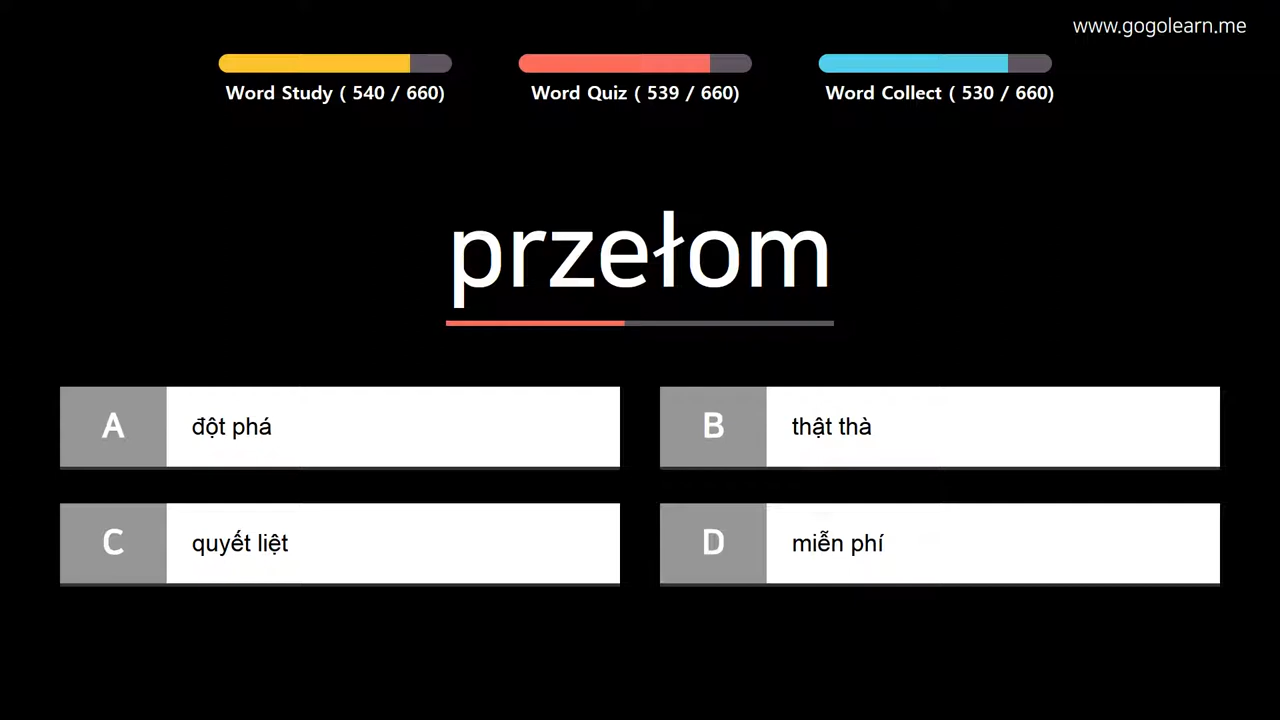 www.gogolearn.me
Word Study ( 540 / 660)
Word Quiz ( 539 / 660)
Word Collect ( 530 / 660)
przełom
A đột phá
B thật thà
C quyết liệt
D miễn phí